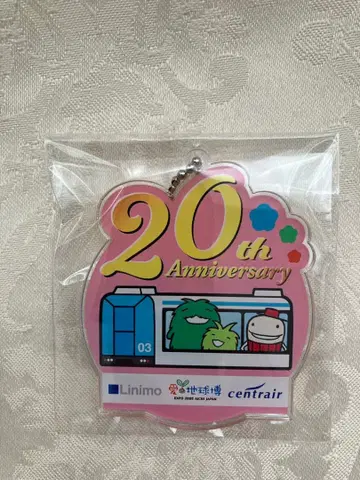 20th
Anniversary
03
Linimo
愛・地球博
EXPO 2005 AICHI JAPAN
centrair